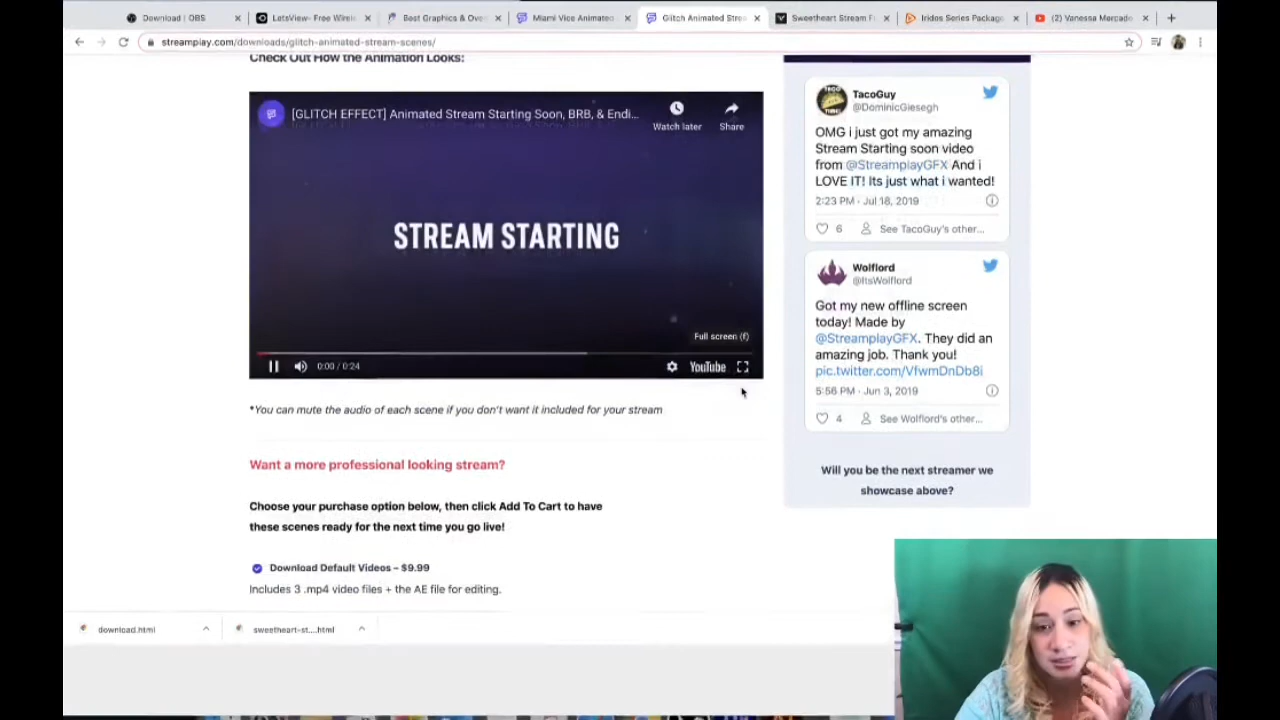 Download | OBS
LetsView- Free Wirele
Best Graphics & Ove
Miami Vice Animated
Glitch Animated Stre
Sweetheart Stream F
Iridos Series Package
(2) Vanessa Mercado
streamplay.com/downloads/glitch-animated-stream-scenes/
Check Out How the Animation Looks:
[GLITCH EFFECT] Animated Stream Starting Soon, BRB, & Endi...
Watch later
Share
STREAM STARTING
Full screen (f)
0:00 / 0:24
YouTube
*You can mute the audio of each scene if you don't want it included for your stream
Want a more professional looking stream?
Choose your purchase option below, then click Add To Cart to have
these scenes ready for the next time you go live!
Download Default Videos – $9.99
Includes 3 .mp4 video files + the AE file for editing.
TacoGuy
@DominicGiesegh
OMG i just got my amazing
Stream Starting soon video
from @StreamplayGFX And i
LOVE IT! Its just what i wanted!
2:23 PM · Jul 18, 2019
6
See TacoGuy's other...
Wolflord
@ItsWolflord
Got my new offline screen
today! Made by
@StreamplayGFX. They did an
amazing job. Thank you!
pic.twitter.com/VfwmDnDb8i
5:56 PM · Jun 3, 2019
4
See Wolflord's other...
Will you be the next streamer we
showcase above?
download.html
sweetheart-st....html